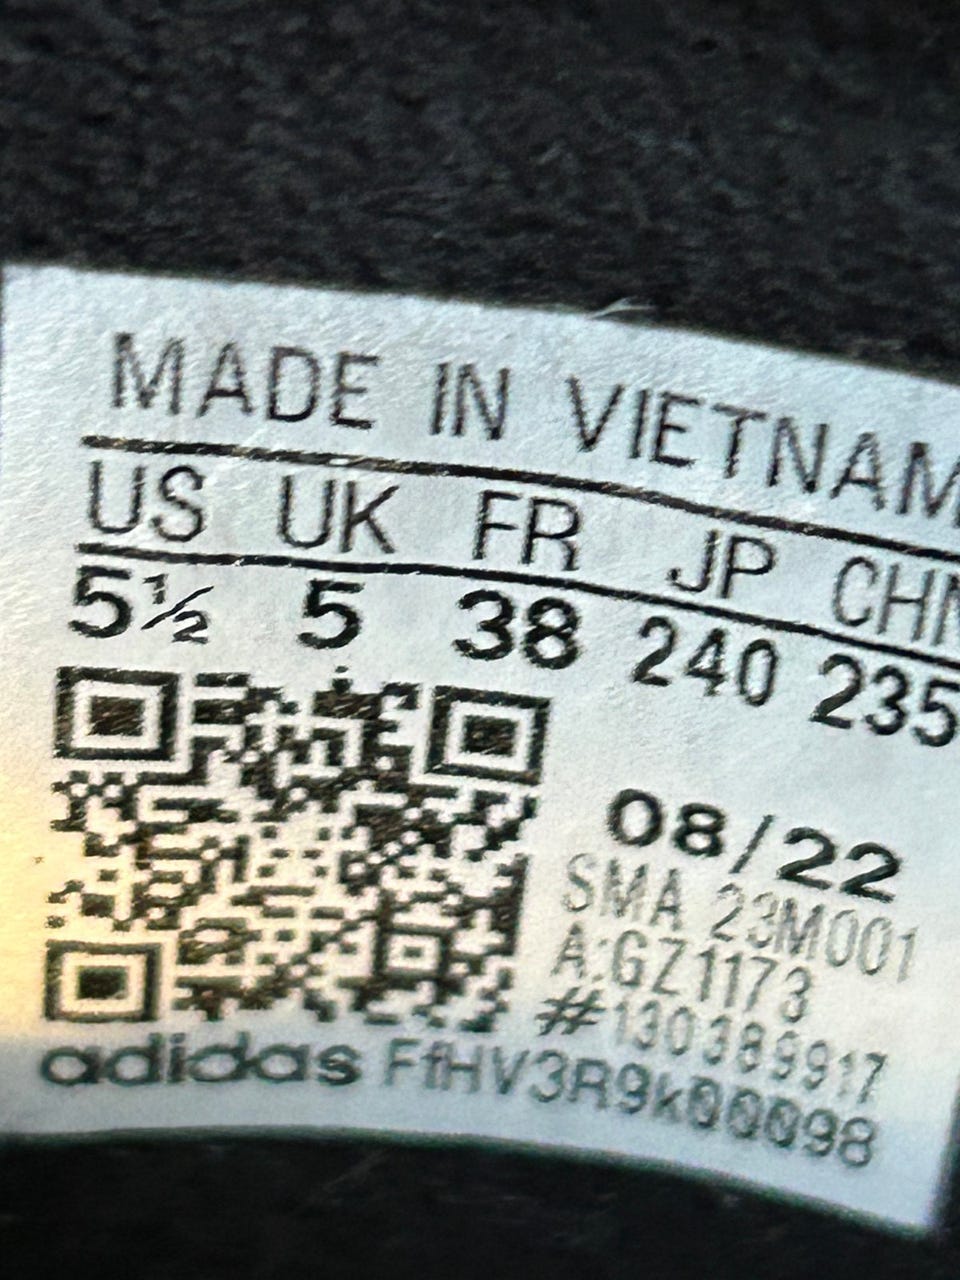 MADE IN VIETNAM
US UK FR JP CHN
5½ 5 38 240 235
08/22
SMA 23M001
A:GZ1173
#130389917
adidas FfHV3R9k00098